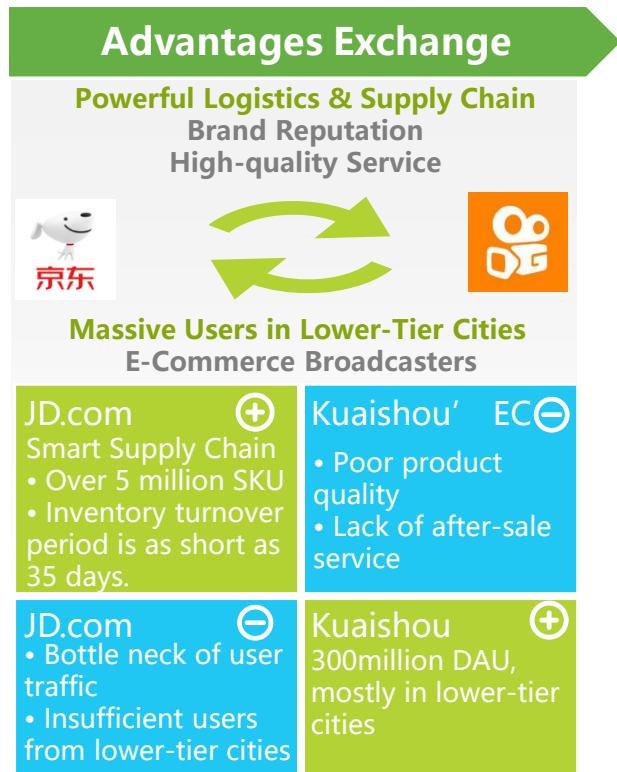 Advantages Exchange
Powerful Logistics & Supply Chain
Brand Reputation
High-quality Service
京东
Massive Users in Lower-Tier Cities
E-Commerce Broadcasters
JD.com
Smart Supply Chain
• Over 5 million SKU
• Inventory turnover
period is as short as
35 days.
Kuaishou’ EC
• Poor product
quality
• Lack of after-sale
service
JD.com
• Bottle neck of user
traffic
• Insufficient users
from lower-tier cities
Kuaishou
300million DAU,
mostly in lower-tier
cities